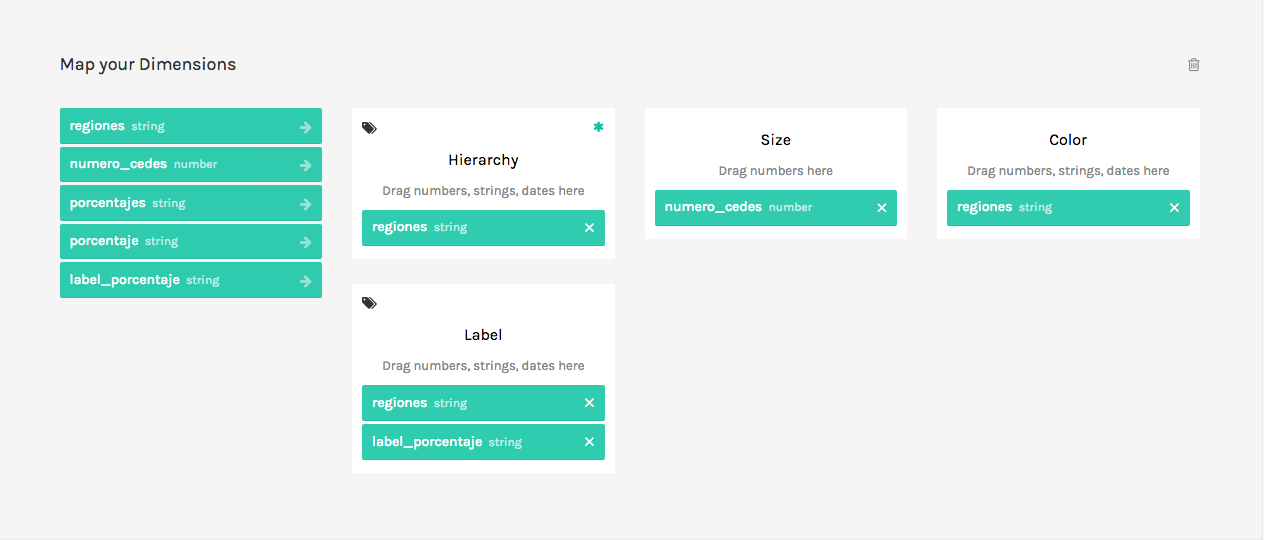 Map your Dimensions
regiones string
numero_cedes number
porcentajes string
porcentaje string
label_porcentaje string
Hierarchy
Drag numbers, strings, dates here
regiones string
Label
Drag numbers, strings, dates here
regiones string
label_porcentaje string
Size
Drag numbers here
numero_cedes number
Color
Drag numbers, strings, dates here
regiones string